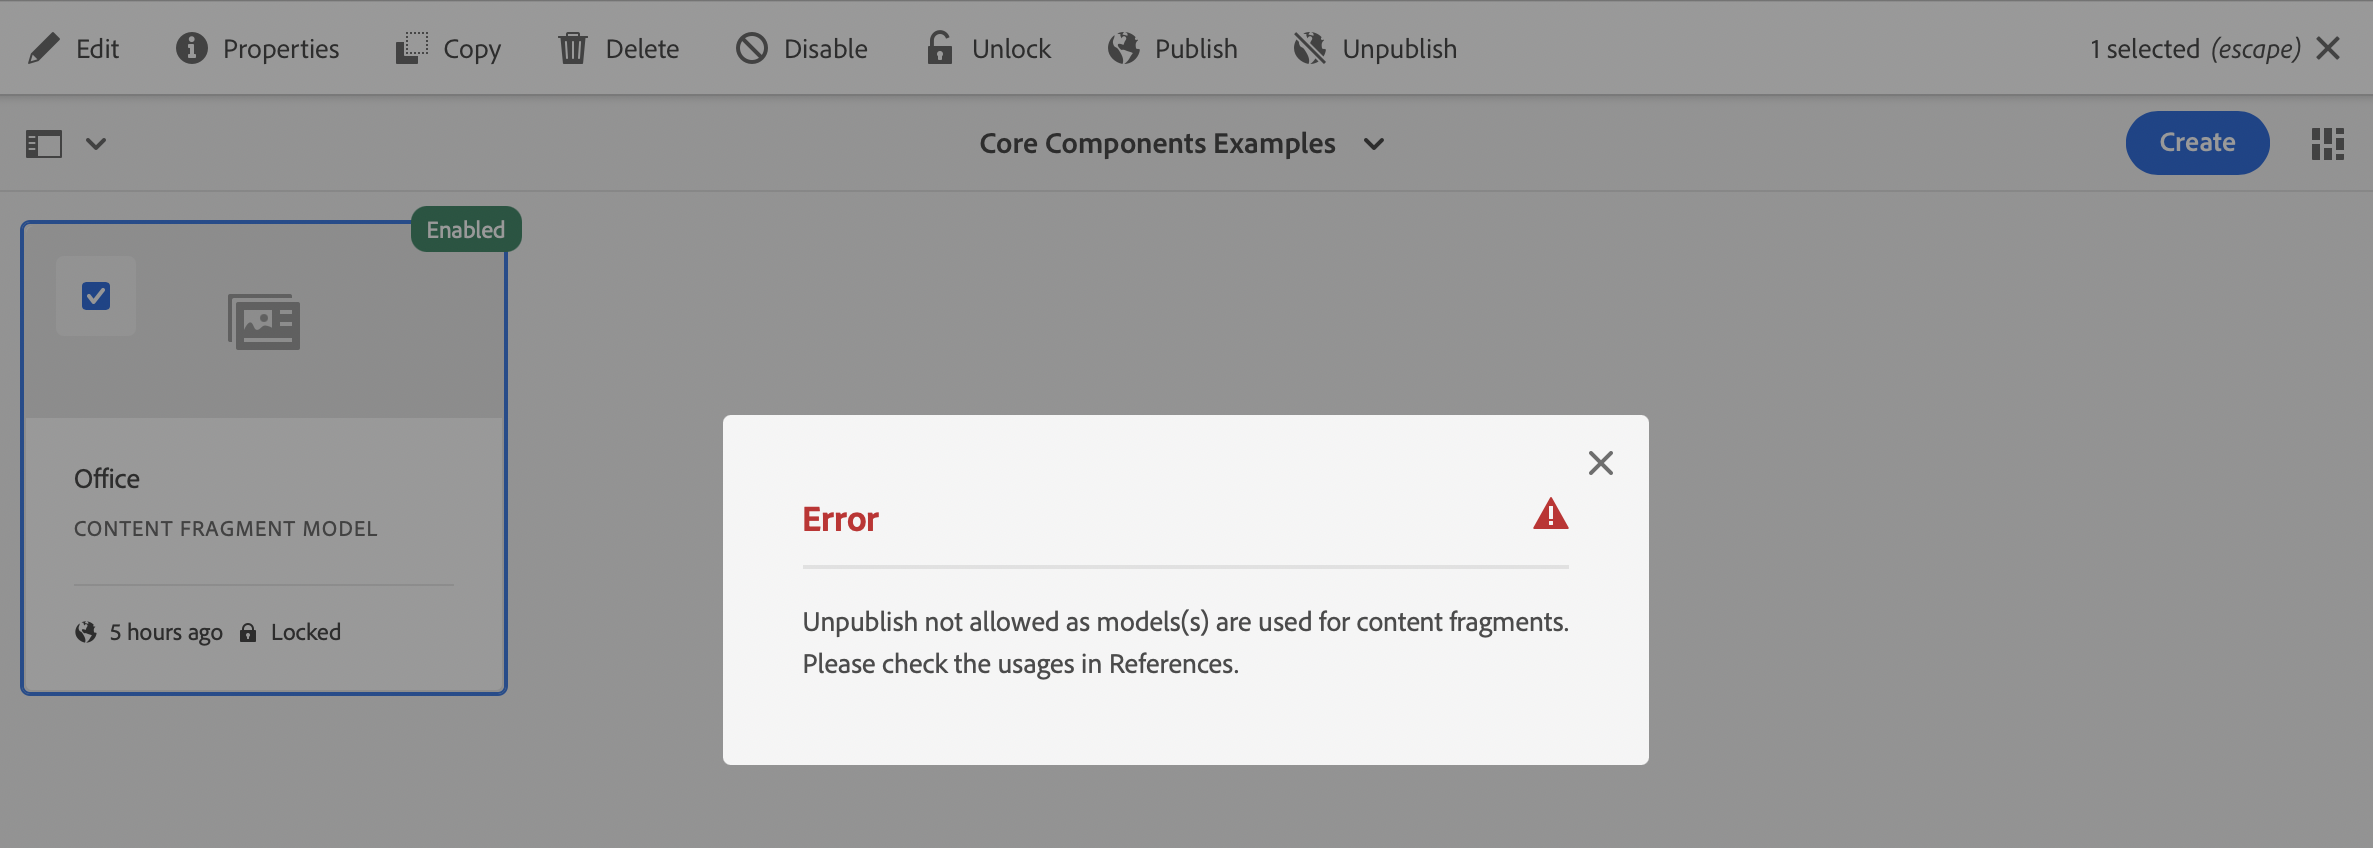 Edit Properties Copy Delete Disable Unlock Publish Unpublish 1 selected (escape)
Core Components Examples Create
Enabled
Office
CONTENT FRAGMENT MODEL
5 hours ago Locked
Error
Unpublish not allowed as models(s) are used for content fragments.
Please check the usages in References.